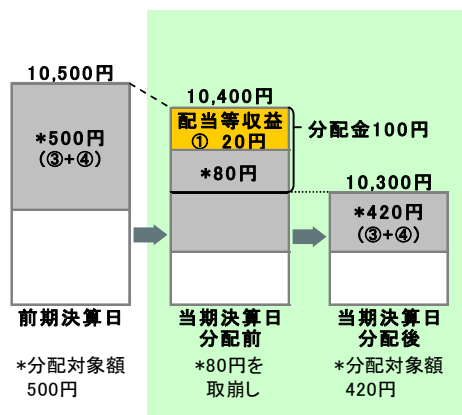 10,500円
*500円
(③+④)
前期決算日
*分配対象額
500円
10,400円
配当等収益
① 20円
*80円
分配金100円
当期決算日
分配前
*80円を
取崩し
10,300円
*420円
(③+④)
当期決算日
分配後
*分配対象額
420円